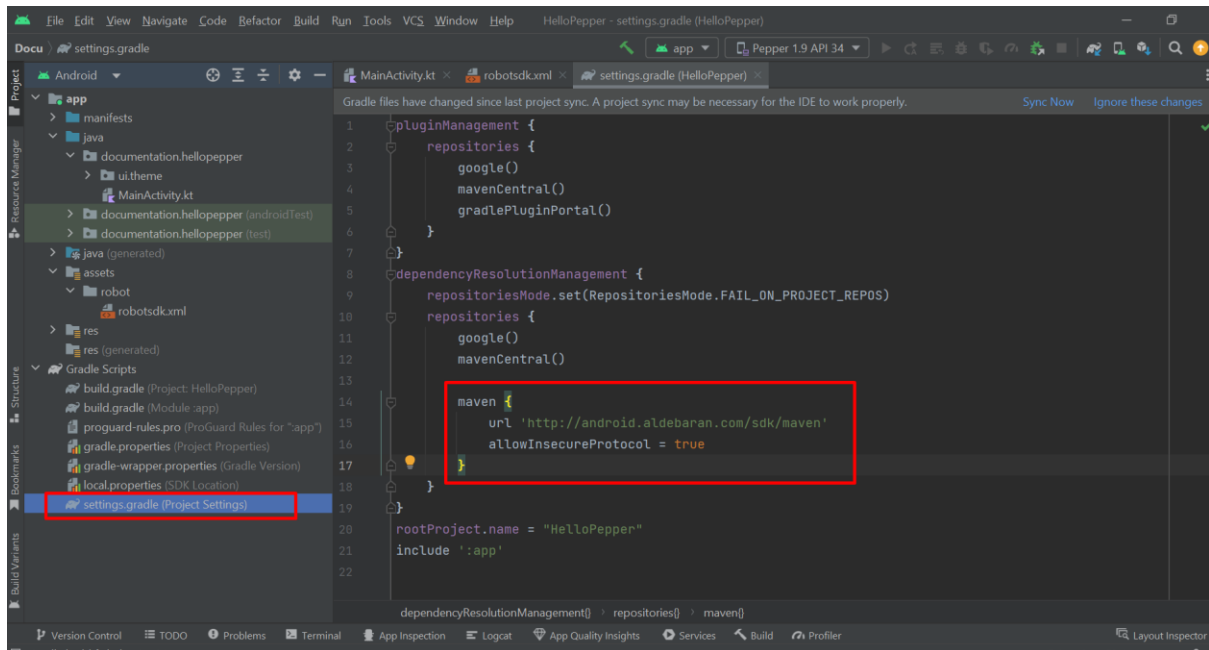 File Edit View Navigate Code Refactor Build Run Tools VCS Window Help HelloPepper - settings.gradle (HelloPepper)
Docu settings.gradle app Pepper 1.9 API 34
Project
Resource Manager
Structure
Bookmarks
Build Variants
Android
app
manifests
java
documentation.hellopepper
ui.theme
MainActivity.kt
documentation.hellopepper (androidTest)
documentation.hellopepper (test)
java (generated)
assets
robot
robotsdk.xml
res
res (generated)
Gradle Scripts
build.gradle (Project: HelloPepper)
build.gradle (Module :app)
proguard-rules.pro (ProGuard Rules for ":app")
gradle.properties (Project Properties)
gradle-wrapper.properties (Gradle Version)
local.properties (SDK Location)
settings.gradle (Project Settings)
MainActivity.kt robotsdk.xml settings.gradle (HelloPepper)
Gradle files have changed since last project sync. A project sync may be necessary for the IDE to work properly. Sync Now Ignore these changes
1 pluginManagement {
2 repositories {
3 google()
4 mavenCentral()
5 gradlePluginPortal()
6 }
7 }
8 dependencyResolutionManagement {
9 repositoriesMode.set(RepositoriesMode.FAIL_ON_PROJECT_REPOS)
10 repositories {
11 google()
12 mavenCentral()
13
14 maven {
15 url 'http://android.aldebaran.com/sdk/maven'
16 allowInsecureProtocol = true
17 }
18 }
19 }
20 rootProject.name = "HelloPepper"
21 include ':app'
22
dependencyResolutionManagement{} › repositories{} › maven{}
Version Control TODO Problems Terminal App Inspection Logcat App Quality Insights Services Build Profiler Layout Inspector